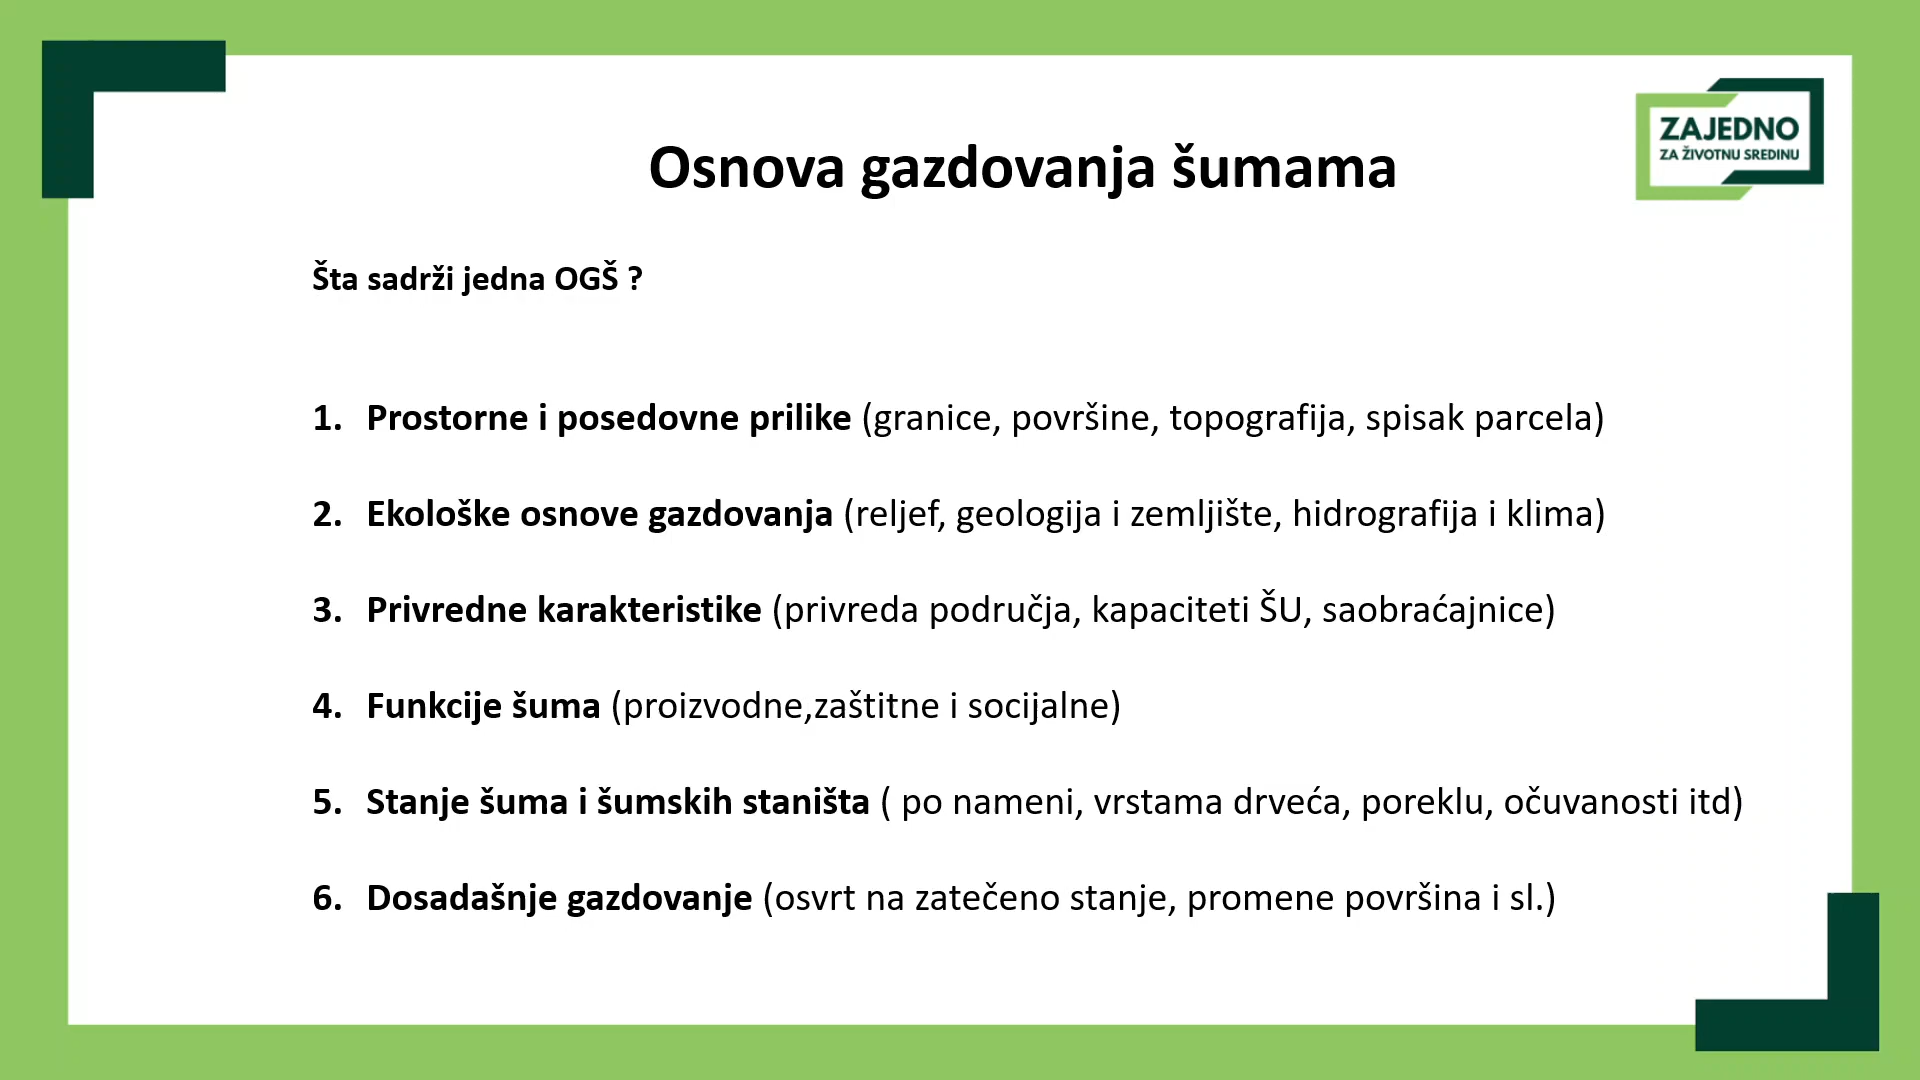 ZAJEDNO
ZA ŽIVOTNU SREDINU
Osnova gazdovanja šumama
Šta sadrži jedna OGŠ ?
1. Prostorne i posedovne prilike (granice, površine, topografija, spisak parcela)
2. Ekološke osnove gazdovanja (reljef, geologija i zemljište, hidrografija i klima)
3. Privredne karakteristike (privreda područja, kapaciteti ŠU, saobraćajnice)
4. Funkcije šuma (proizvodne,zaštitne i socijalne)
5. Stanje šuma i šumskih staništa ( po nameni, vrstama drveća, poreklu, očuvanosti itd)
6. Dosadašnje gazdovanje (osvrt na zatečeno stanje, promene površina i sl.)